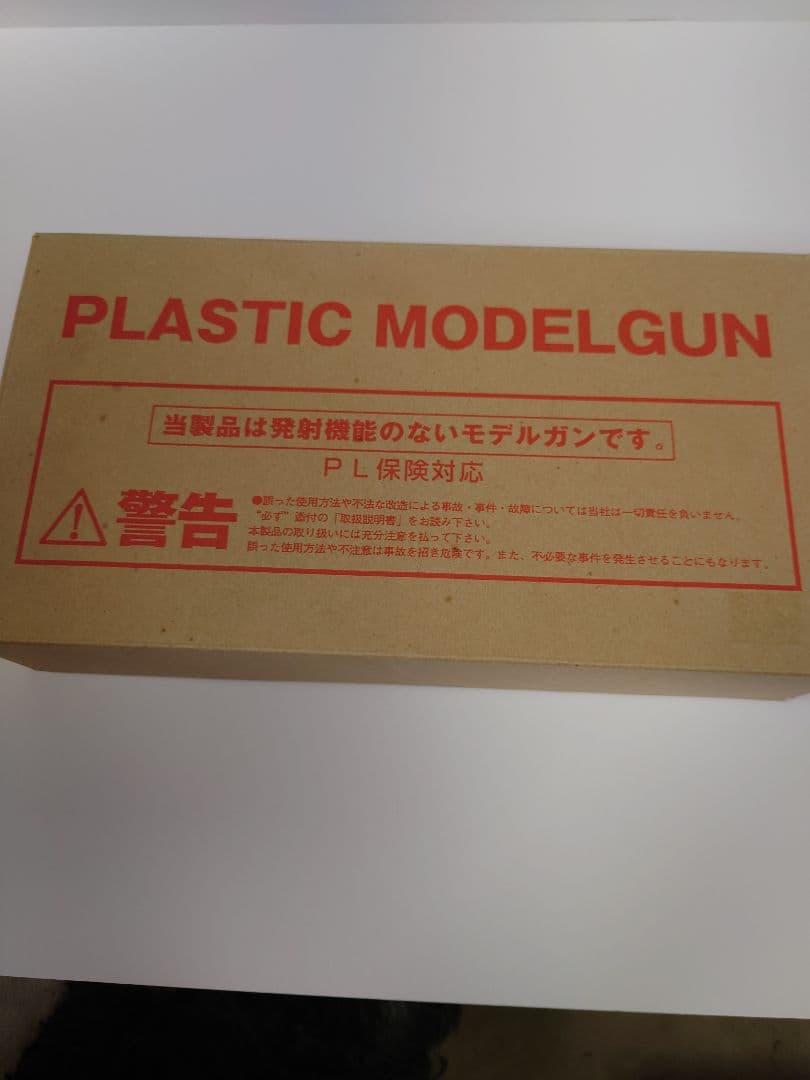 PLASTIC MODELGUN
当製品は発射機能のないモデルガンです。
PL保険対応
警告
●誤った使用方法や不法な改造による事故・事件・故障については当社は一切責任を負いません。
“必ず”添付の「取扱説明書」をお読み下さい。
本製品の取り扱いには充分注意を払って下さい。
誤った使用方法や不注意は事故を招き危険です。また、不必要な事件を発生させることにもなります。